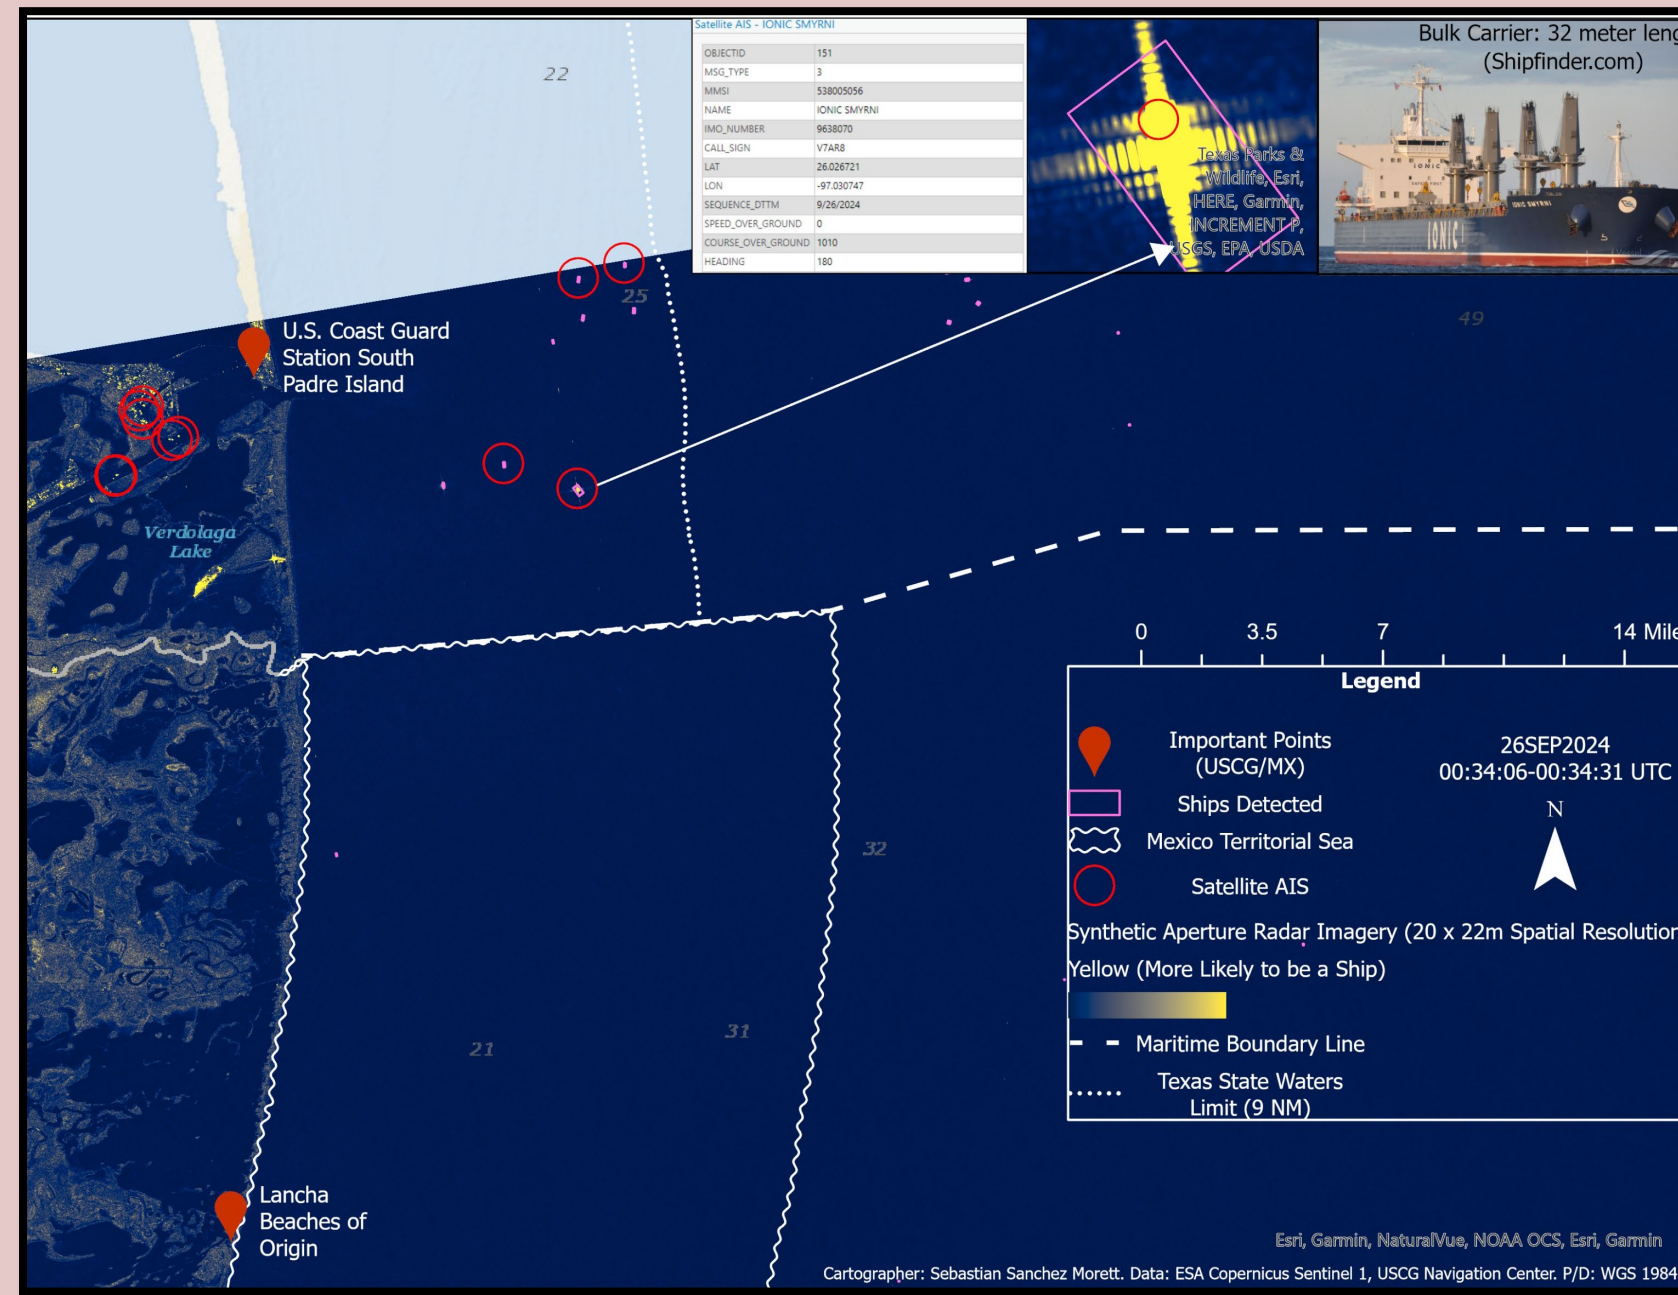 22
Satellite AIS - IONIC SMYRNI
OBJECTID 151
MSG_TYPE 3
MMSI 538005056
NAME IONIC SMYRNI
IMO_NUMBER 9638070
CALL_SIGN V7AR8
LAT 26.026721
LON -97.030747
SEQUENCE_DTTM 9/26/2024
SPEED_OVER_GROUND 0
COURSE_OVER_GROUND 1010
HEADING 180
Texas Parks &
Wildlife, Esri,
HERE, Garmin,
INCREMENT P,
USGS, EPA, USDA
Bulk Carrier: 32 meter leng
(Shipfinder.com)
IONIC
IONIC SMYRNI
IONIC
25
49
U.S. Coast Guard
Station South
Padre Island
Verdolaga
Lake
0 3.5 7 14 Mile
Legend
Important Points
(USCG/MX)
26SEP2024
00:34:06-00:34:31 UTC
Ships Detected
N
Mexico Territorial Sea
Satellite AIS
Synthetic Aperture Radar Imagery (20 x 22m Spatial Resolution
Yellow (More Likely to be a Ship)
Maritime Boundary Line
Texas State Waters
Limit (9 NM)
32
31
21
Lancha
Beaches of
Origin
Esri, Garmin, NaturalVue, NOAA OCS, Esri, Garmin
Cartographer: Sebastian Sanchez Morett. Data: ESA Copernicus Sentinel 1, USCG Navigation Center. P/D: WGS 1984